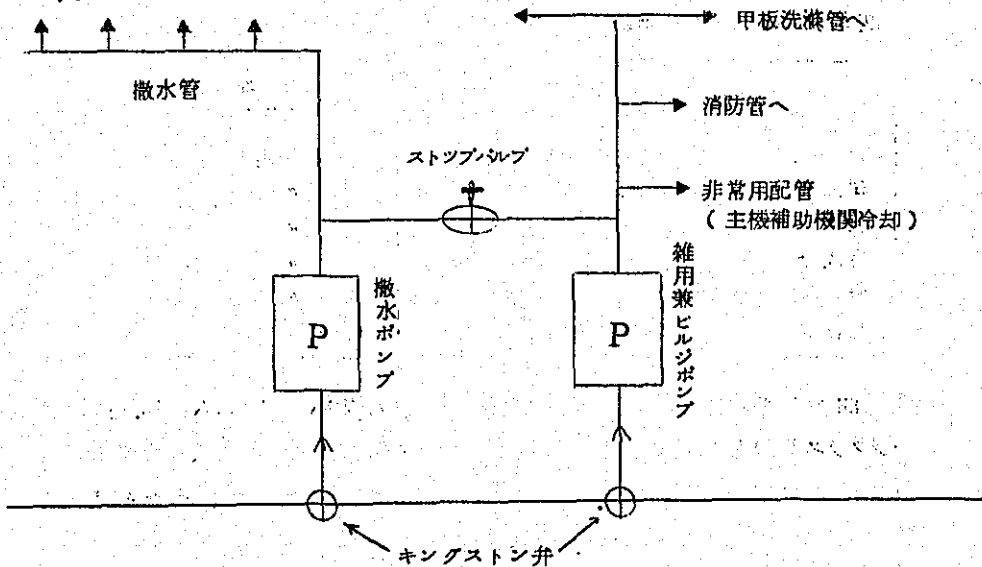 甲板洗滌管へ
撒水管
消防管へ
ストツプバルブ
非常用配管
（主機補助機関冷却）
撒水ポンプ
雑用兼ビルジポンプ
P
P
キングストン弁